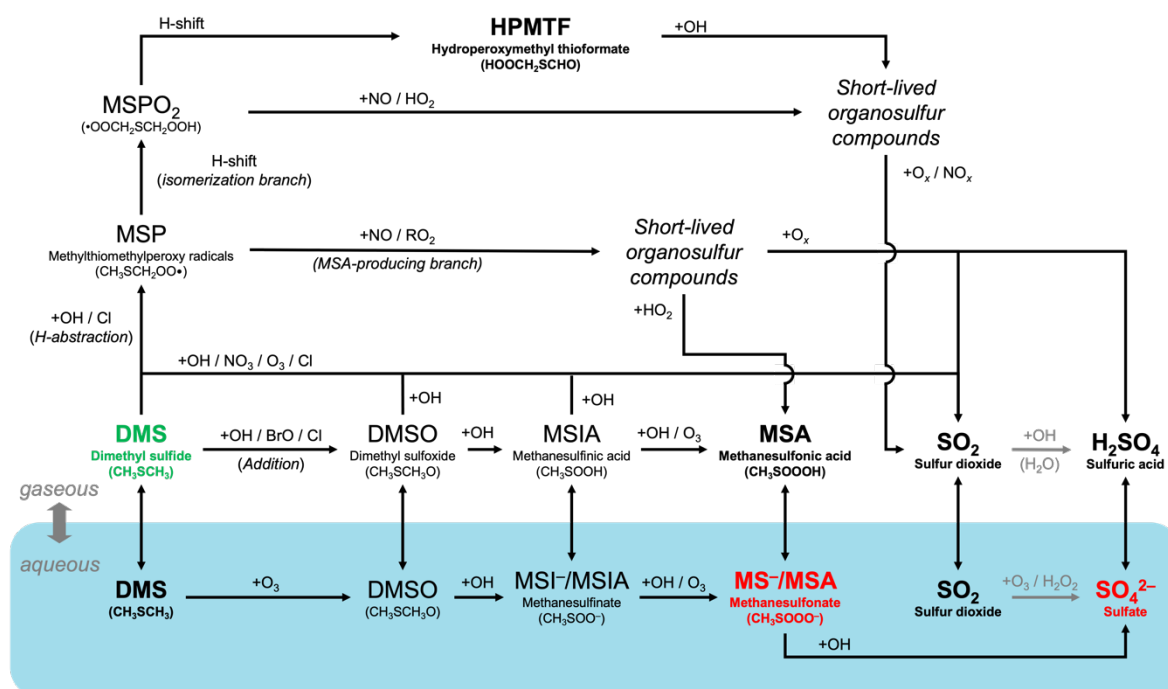 H-shift
HPMTF
Hydroperoxymethyl thioformate
(HOOCH₂SCHO)
+OH
MSPO₂
(•OOCH₂SCH₂OOH)
+NO / HO₂
Short-lived
organosulfur
compounds
H-shift
(isomerization branch)
+Oₓ / NOₓ
MSP
Methylthiomethylperoxy radicals
(CH₃SCH₂OO•)
+NO / RO₂
(MSA-producing branch)
Short-lived
organosulfur
compounds
+Oₓ
+OH / Cl
(H-abstraction)
+HO₂
+OH / NO₃ / O₃ / Cl
+OH
+OH
DMS
Dimethyl sulfide
(CH₃SCH₃)
+OH / BrO / Cl
(Addition)
DMSO
Dimethyl sulfoxide
(CH₃SCH₃O)
+OH
MSIA
Methanesulfinic acid
(CH₃SOOH)
+OH / O₃
MSA
Methanesulfonic acid
(CH₃SOOOH)
SO₂
Sulfur dioxide
+OH
(H₂O)
H₂SO₄
Sulfuric acid
gaseous
aqueous
DMS
(CH₃SCH₃)
+O₃
DMSO
(CH₃SCH₃O)
+OH
MSI⁻/MSIA
Methanesulfinate
(CH₃SOO⁻)
+OH / O₃
MS⁻/MSA
Methanesulfonate
(CH₃SOOO⁻)
SO₂
Sulfur dioxide
+O₃ / H₂O₂
SO₄²⁻
Sulfate
+OH